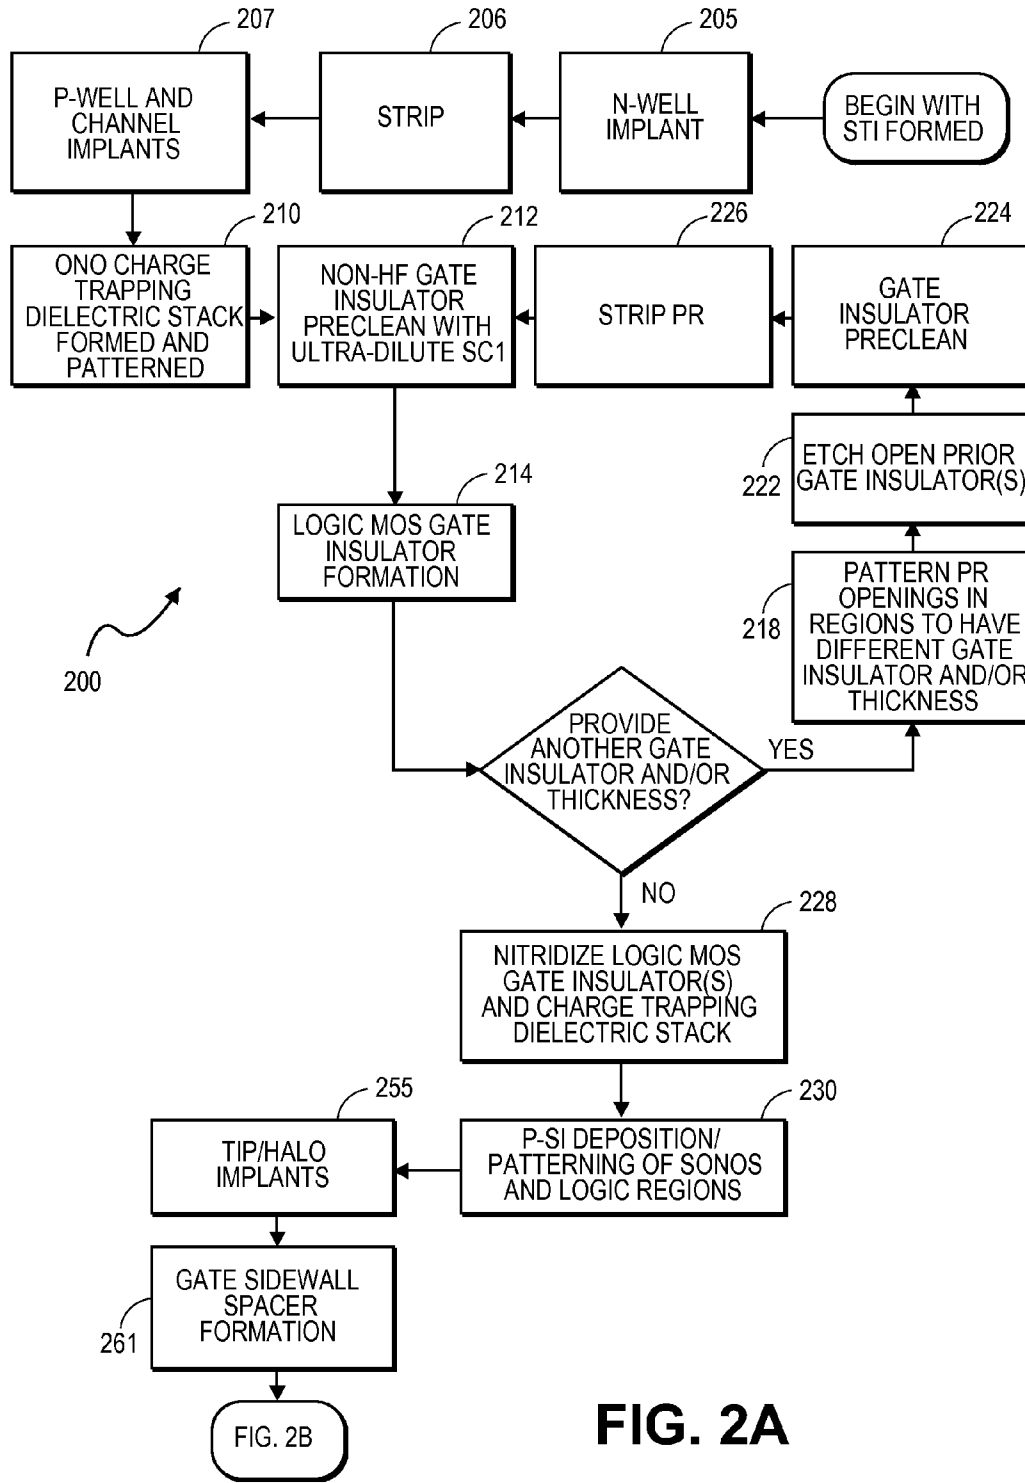 207
206
205
P-WELL AND
CHANNEL
IMPLANTS
STRIP
N-WELL
IMPLANT
BEGIN WITH
STI FORMED
210
212
226
224
ONO CHARGE
TRAPPING
DIELECTRIC STACK
FORMED AND
PATTERNED
NON-HF GATE
INSULATOR
PRECLEAN WITH
ULTRA-DILUTE SC1
STRIP PR
GATE
INSULATOR
PRECLEAN
222
ETCH OPEN PRIOR
GATE INSULATOR(S)
214
LOGIC MOS GATE
INSULATOR
FORMATION
218
PATTERN PR
OPENINGS IN
REGIONS TO HAVE
DIFFERENT GATE
INSULATOR AND/OR
THICKNESS
200
PROVIDE
ANOTHER GATE
INSULATOR AND/OR
THICKNESS?
YES
NO
228
NITRIDIZE LOGIC MOS
GATE INSULATOR(S)
AND CHARGE TRAPPING
DIELECTRIC STACK
230
P-SI DEPOSITION/
PATTERNING OF SONOS
AND LOGIC REGIONS
255
TIP/HALO
IMPLANTS
GATE SIDEWALL
SPACER
FORMATION
261
FIG. 2B
FIG. 2A